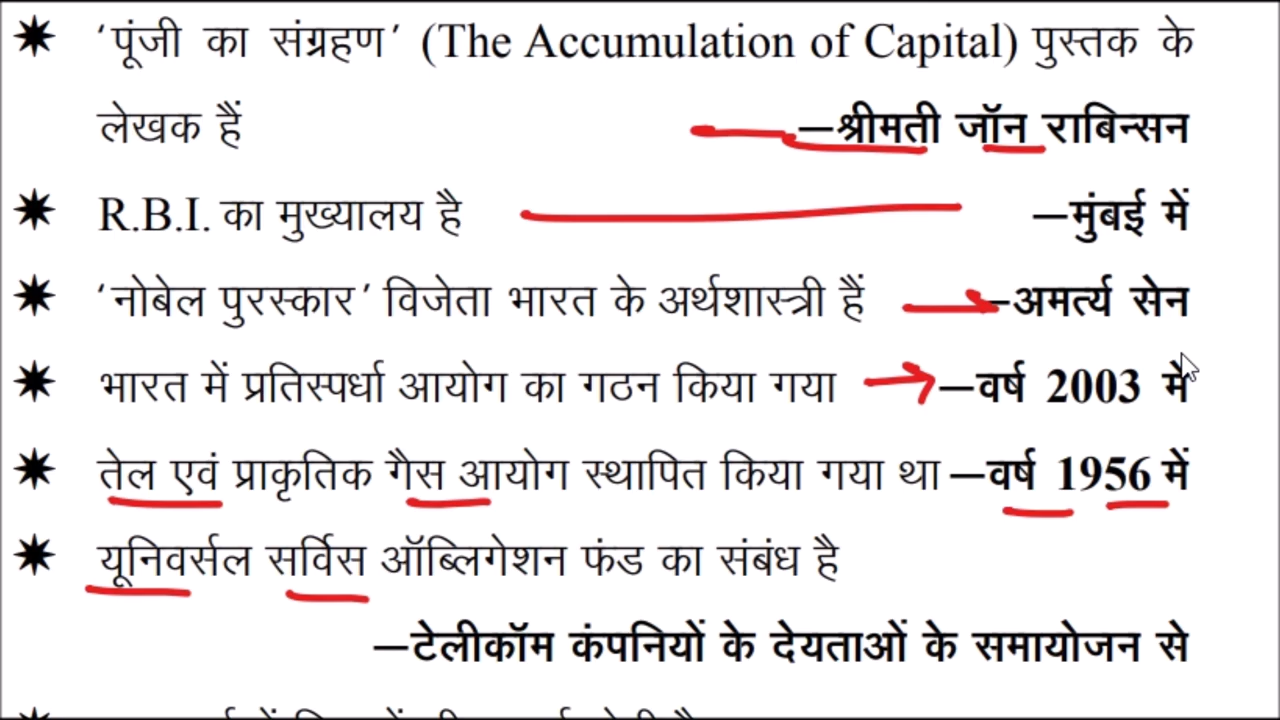 ✷ 'पूंजी का संग्रहण' (The Accumulation of Capital) पुस्तक के
लेखक हैं —श्रीमती जॉन राबिन्सन
✷ R.B.I. का मुख्यालय है —मुंबई में
✷ 'नोबेल पुरस्कार' विजेता भारत के अर्थशास्त्री हैं —अमर्त्य सेन
✷ भारत में प्रतिस्पर्धा आयोग का गठन किया गया —वर्ष 2003 में
✷ तेल एवं प्राकृतिक गैस आयोग स्थापित किया गया था —वर्ष 1956 में
✷ यूनिवर्सल सर्विस ऑब्लिगेशन फंड का संबंध है
—टेलीकॉम कंपनियों के देयताओं के समायोजन से